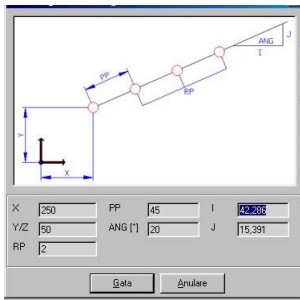 ANG
J
I
PP
RP
Y
X
X 250 PP 45 I 42,286
Y/Z 50 ANG [°] 20 J 15,391
RP 2
Gata Anulare